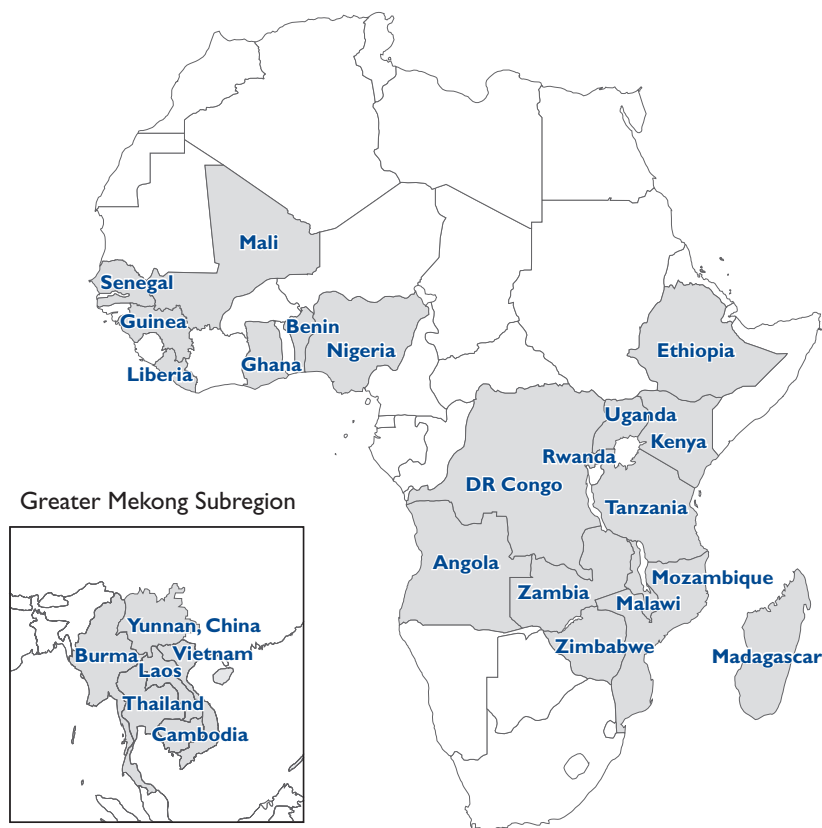 Mali
Senegal
Guinea
Benin
Nigeria
Ghana
Liberia
Ethiopia
Uganda
Kenya
Rwanda
DR Congo
Tanzania
Angola
Zambia
Mozambique
Malawi
Zimbabwe
Madagascar
Greater Mekong Subregion
Yunnan, China
Burma
Vietnam
Laos
Thailand
Cambodia